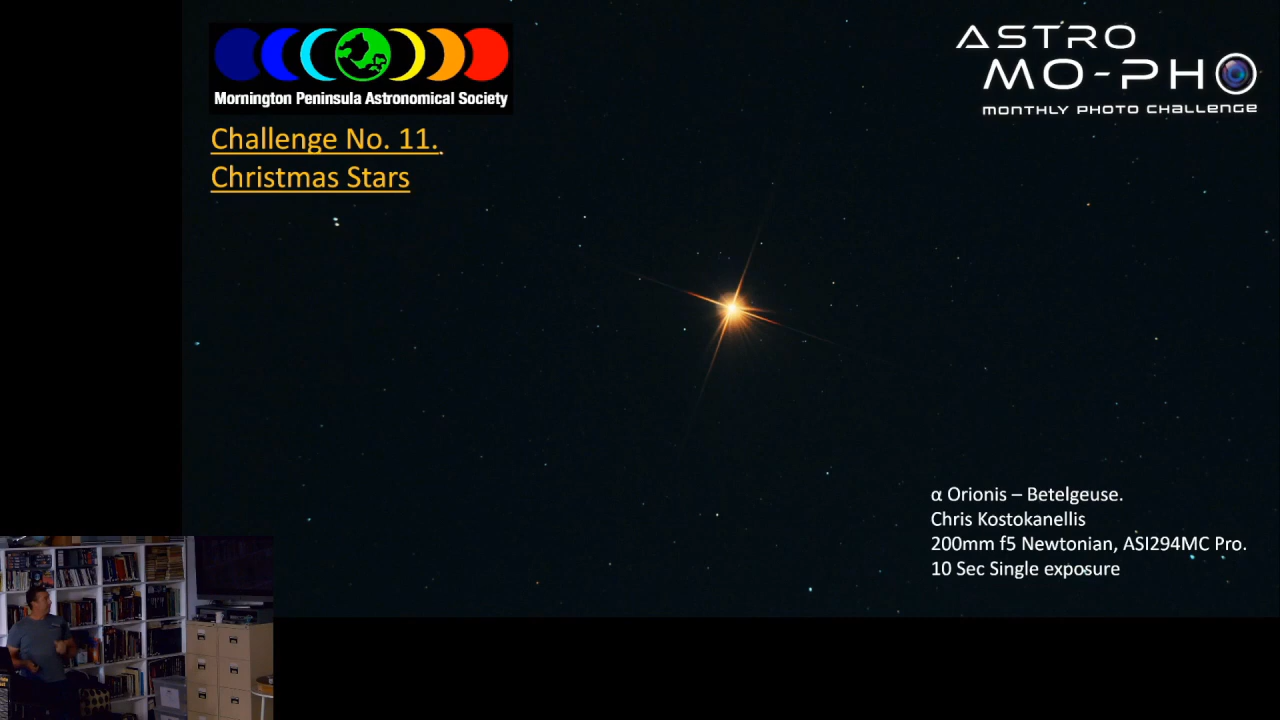 Mornington Peninsula Astronomical Society
Challenge No. 11.
Christmas Stars
ASTRO
MO-PHO
MONTHLY PHOTO CHALLENGE
α Orionis – Betelgeuse.
Chris Kostokanellis
200mm f5 Newtonian, ASI294MC Pro.
10 Sec Single exposure